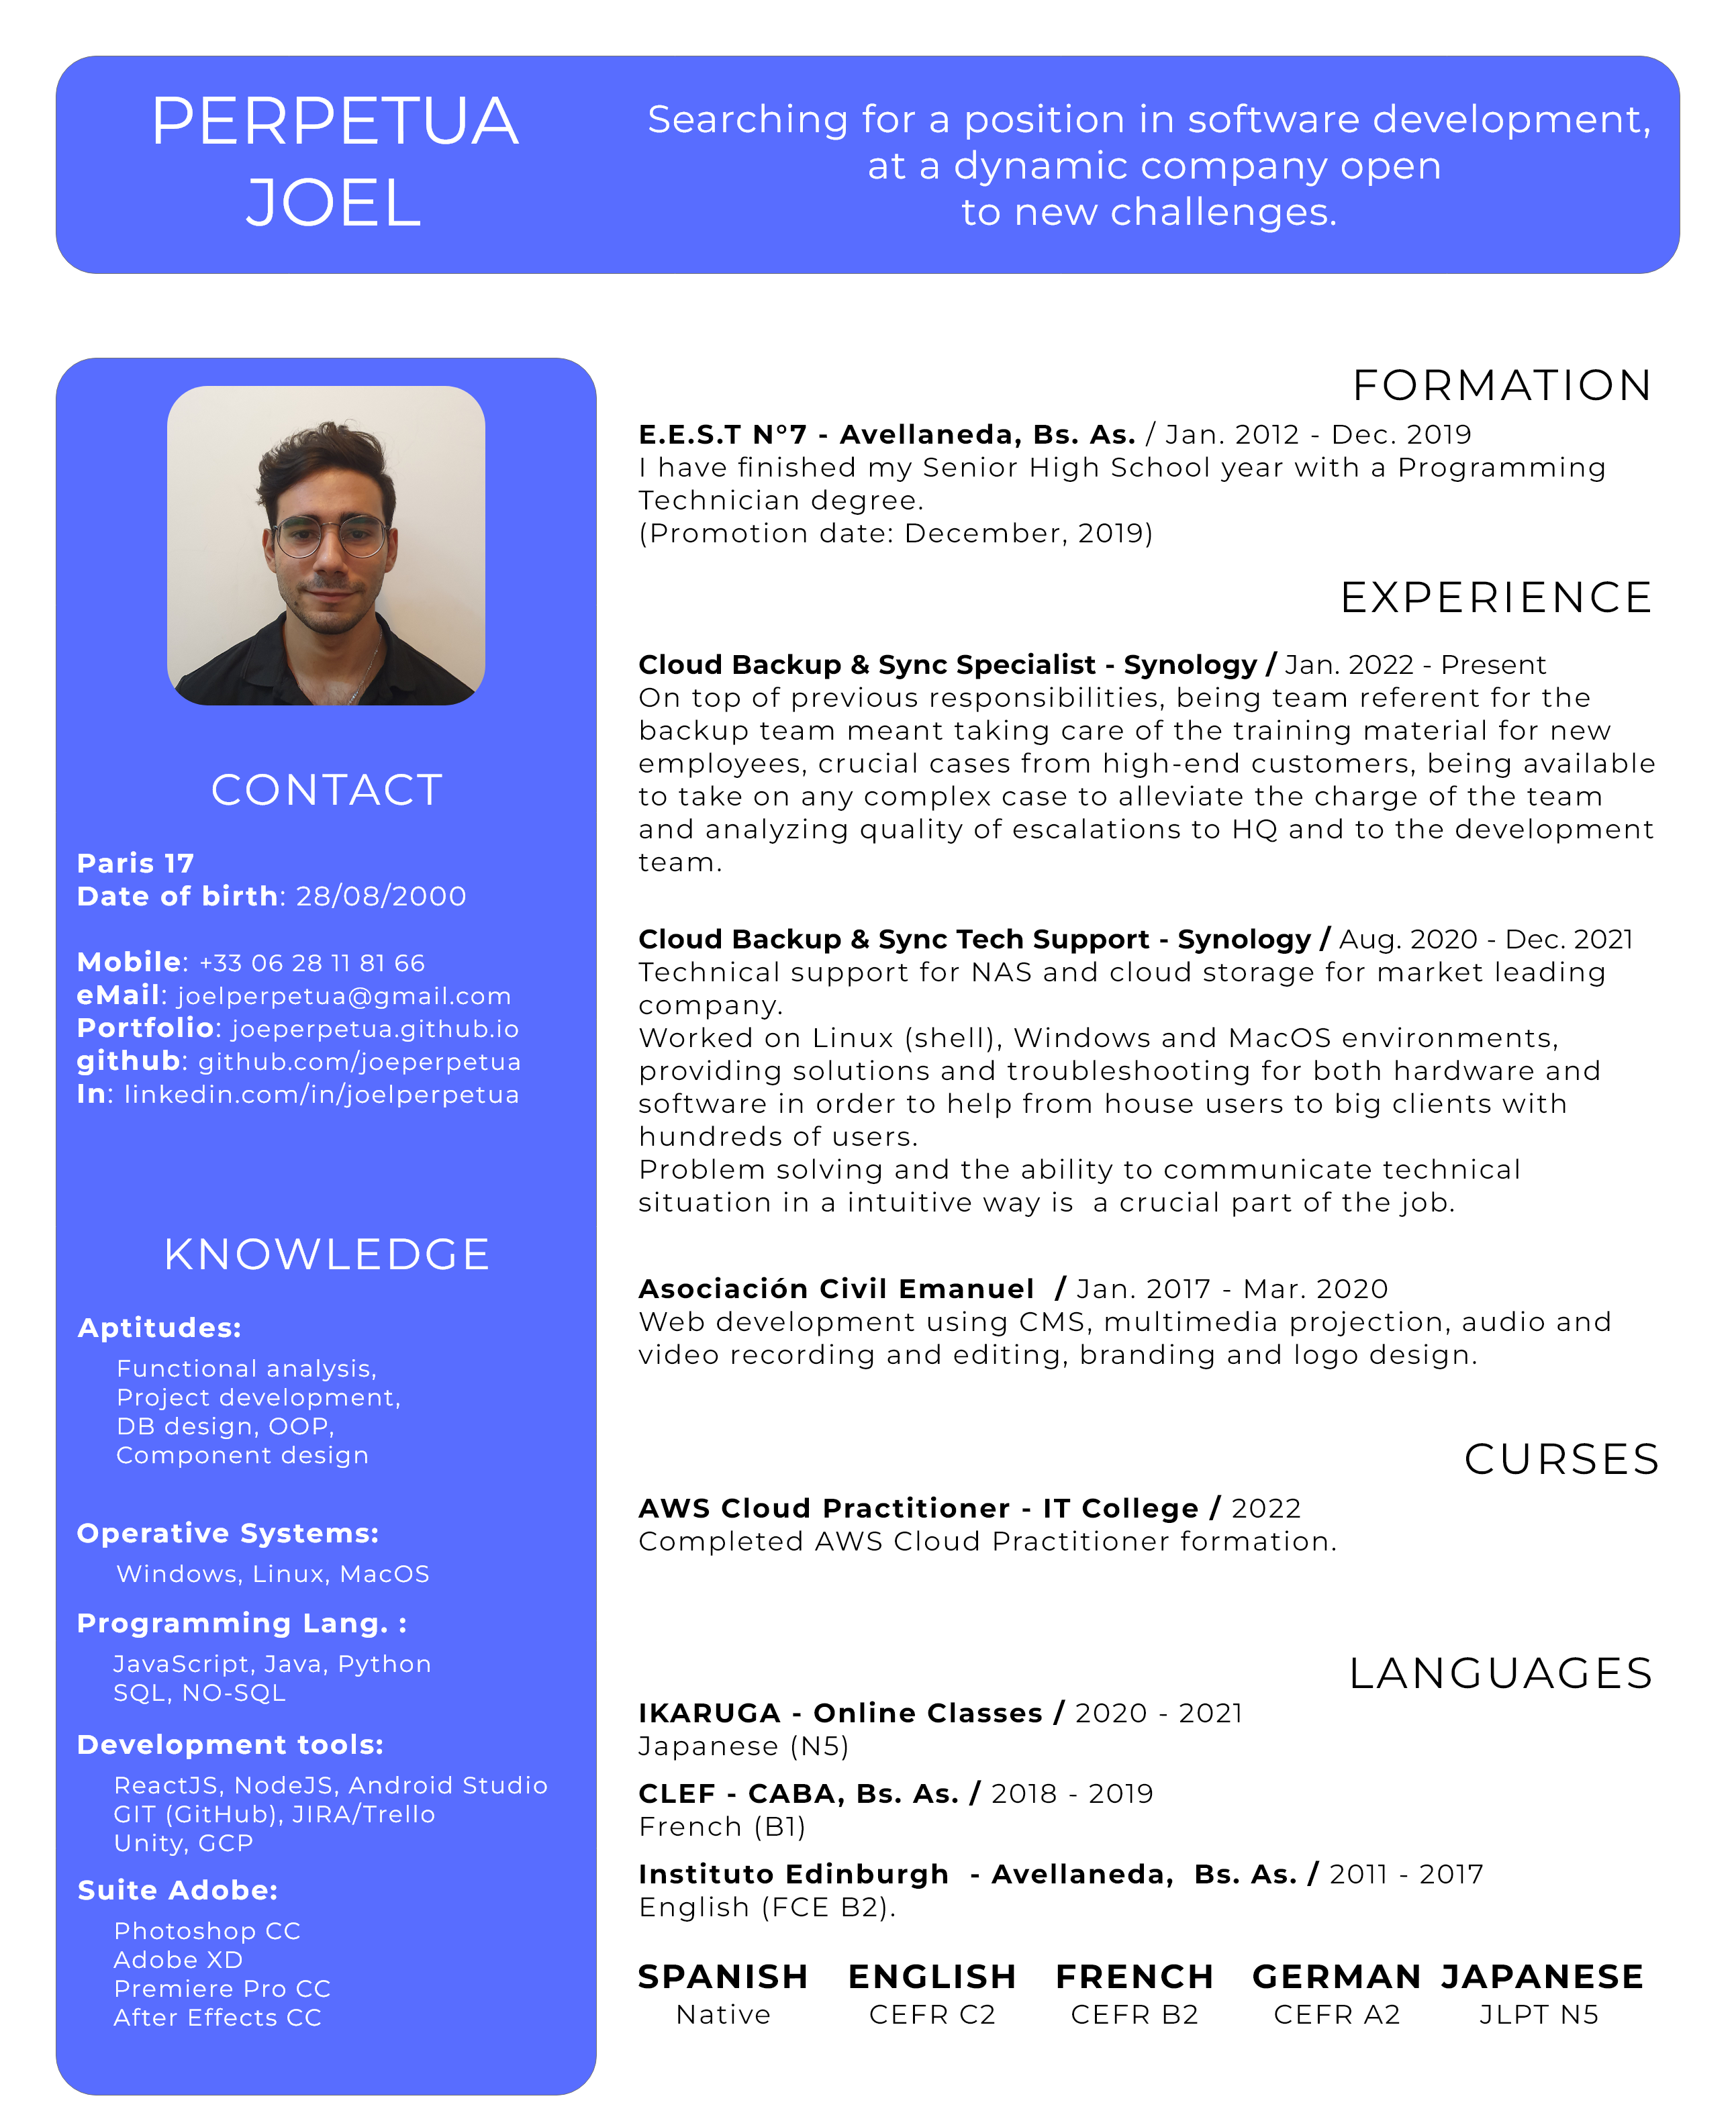 PERPETUA
JOEL
Searching for a position in software development,
at a dynamic company open
to new challenges.
CONTACT
Paris 17
Date of birth: 28/08/2000
Mobile: +33 06 28 11 81 66
eMail: joelperpetua@gmail.com
Portfolio: joeperpetua.github.io
github: github.com/joeperpetua
In: linkedin.com/in/joelperpetua
KNOWLEDGE
Aptitudes:
Functional analysis,
Project development,
DB design, OOP,
Component design
Operative Systems:
Windows, Linux, MacOS
Programming Lang. :
JavaScript, Java, Python
SQL, NO-SQL
Development tools:
ReactJS, NodeJS, Android Studio
GIT (GitHub), JIRA/Trello
Unity, GCP
Suite Adobe:
Photoshop CC
Adobe XD
Premiere Pro CC
After Effects CC
FORMATION
E.E.S.T N°7 - Avellaneda, Bs. As. / Jan. 2012 - Dec. 2019
I have finished my Senior High School year with a Programming
Technician degree.
(Promotion date: December, 2019)
EXPERIENCE
Cloud Backup & Sync Specialist - Synology / Jan. 2022 - Present
On top of previous responsibilities, being team referent for the
backup team meant taking care of the training material for new
employees, crucial cases from high-end customers, being available
to take on any complex case to alleviate the charge of the team
and analyzing quality of escalations to HQ and to the development
team.
Cloud Backup & Sync Tech Support - Synology / Aug. 2020 - Dec. 2021
Technical support for NAS and cloud storage for market leading
company.
Worked on Linux (shell), Windows and MacOS environments,
providing solutions and troubleshooting for both hardware and
software in order to help from house users to big clients with
hundreds of users.
Problem solving and the ability to communicate technical
situation in a intuitive way is  a crucial part of the job.
Asociación Civil Emanuel  / Jan. 2017 - Mar. 2020
Web development using CMS, multimedia projection, audio and
video recording and editing, branding and logo design.
CURSES
AWS Cloud Practitioner - IT College / 2022
Completed AWS Cloud Practitioner formation.
LANGUAGES
IKARUGA - Online Classes / 2020 - 2021
Japanese (N5)
CLEF - CABA, Bs. As. / 2018 - 2019
French (B1)
Instituto Edinburgh  - Avellaneda,  Bs. As. / 2011 - 2017
English (FCE B2).
SPANISH ENGLISH FRENCH GERMAN JAPANESE
Native CEFR C2 CEFR B2 CEFR A2 JLPT N5